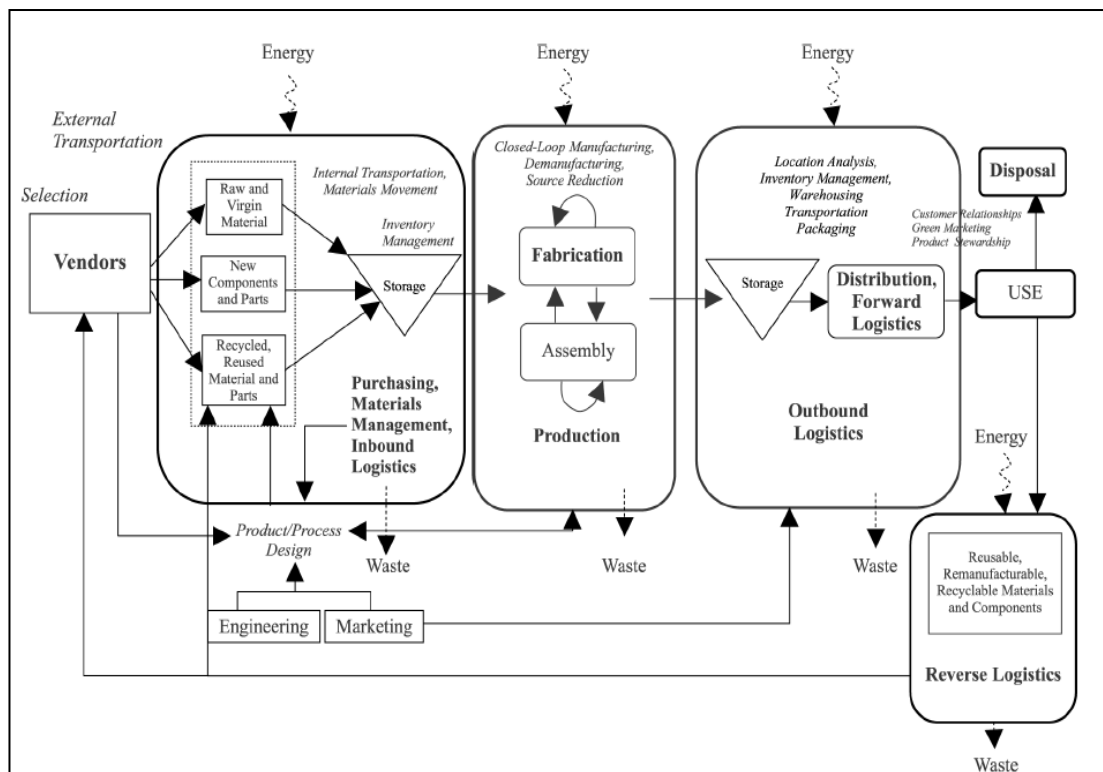 Energy
Energy
Energy
External
Transportation
Selection
Vendors
Raw and
Virgin
Material
New
Components
and Parts
Recycled,
Reused
Material and
Parts
Internal Transportation,
Materials Movement
Inventory
Management
Storage
Purchasing,
Materials
Management,
Inbound
Logistics
Closed-Loop Manufacturing,
Demanufacturing,
Source Reduction
Fabrication
Assembly
Production
Location Analysis,
Inventory Management,
Warehousing
Transportation
Packaging
Storage
Distribution,
Forward
Logistics
Outbound
Logistics
Customer Relationships
Green Marketing
Product Stewardship
Disposal
USE
Energy
Product/Process
Design
Waste
Waste
Waste
Engineering
Marketing
Reusable,
Remanufacturable,
Recyclable Materials
and Components
Reverse Logistics
Waste